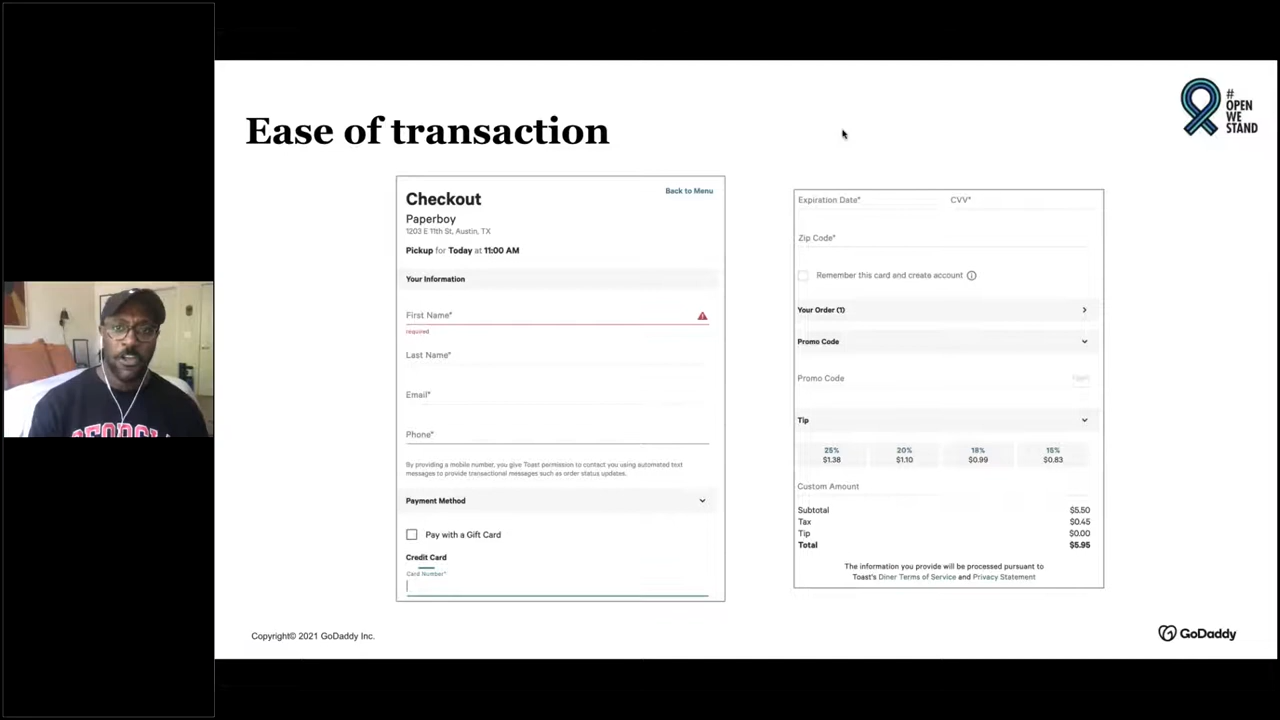 Ease of transaction
#
OPEN
WE
STAND
Checkout
Back to Menu
Paperboy
1203 E 11th St, Austin, TX
Pickup for Today at 11:00 AM
Your Information
First Name*
required
Last Name*
Email*
Phone*
By providing a mobile number, you give Toast permission to contact you using automated text
messages to provide transactional messages such as order status updates.
Payment Method
Pay with a Gift Card
Credit Card
Card Number*
Expiration Date* CVV*
Zip Code*
Remember this card and create account
Your Order (1)
Promo Code
Promo Code
Tip
25% 20% 18% 15%
$1.38 $1.10 $0.99 $0.83
Custom Amount
Subtotal $5.50
Tax $0.45
Tip $0.00
Total $5.95
The information you provide will be processed pursuant to
Toast's Diner Terms of Service and Privacy Statement
Copyright© 2021 GoDaddy Inc.
GoDaddy